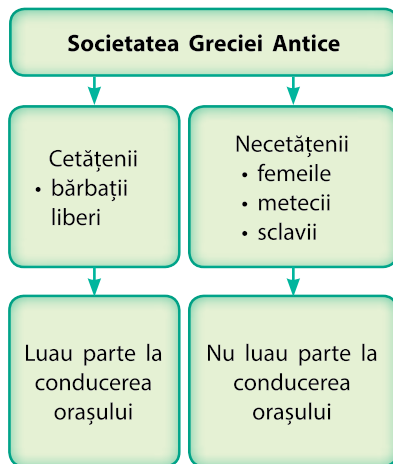 Societatea Greciei Antice
Cetățenii
• bărbații
liberi
Necetățenii
• femeile
• metecii
• sclavii
Luau parte la
conducerea
orașului
Nu luau parte la
conducerea
orașului